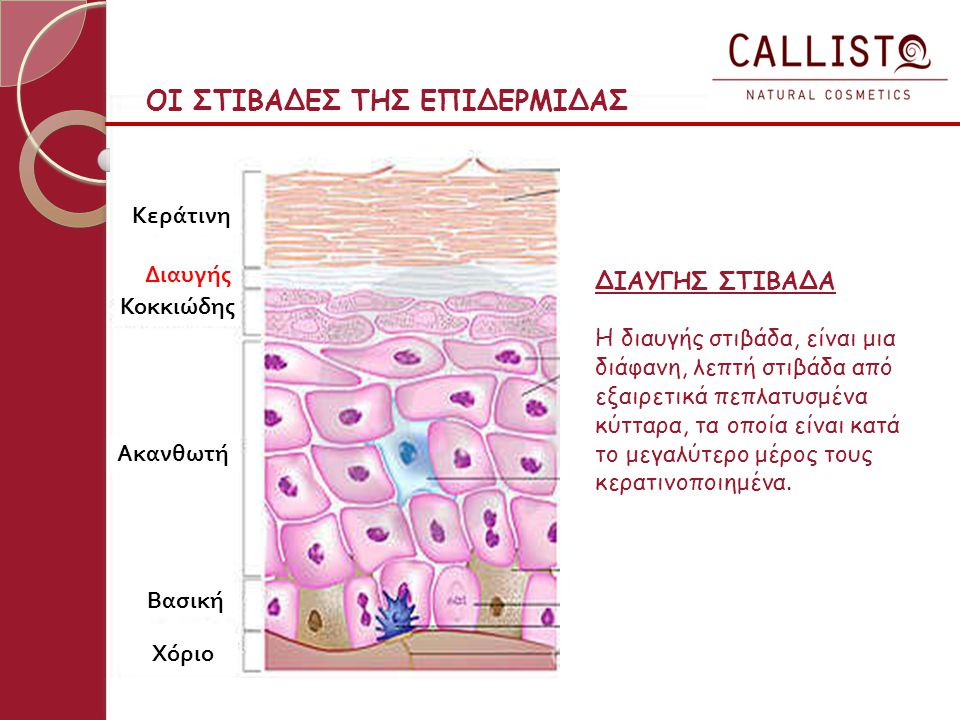 CALLISTO
NATURAL COSMETICS
ΟΙ ΣΤΙΒΑΔΕΣ ΤΗΣ ΕΠΙΔΕΡΜΙΔΑΣ
Κεράτινη
Διαυγής
Κοκκιώδης
Ακανθωτή
Βασική
Χόριο
ΔΙΑΥΓΗΣ ΣΤΙΒΑΔΑ
Η διαυγής στιβάδα, είναι μια
διάφανη, λεπτή στιβάδα από
εξαιρετικά πεπλατυσμένα
κύτταρα, τα οποία είναι κατά
το μεγαλύτερο μέρος τους
κερατινοποιημένα.